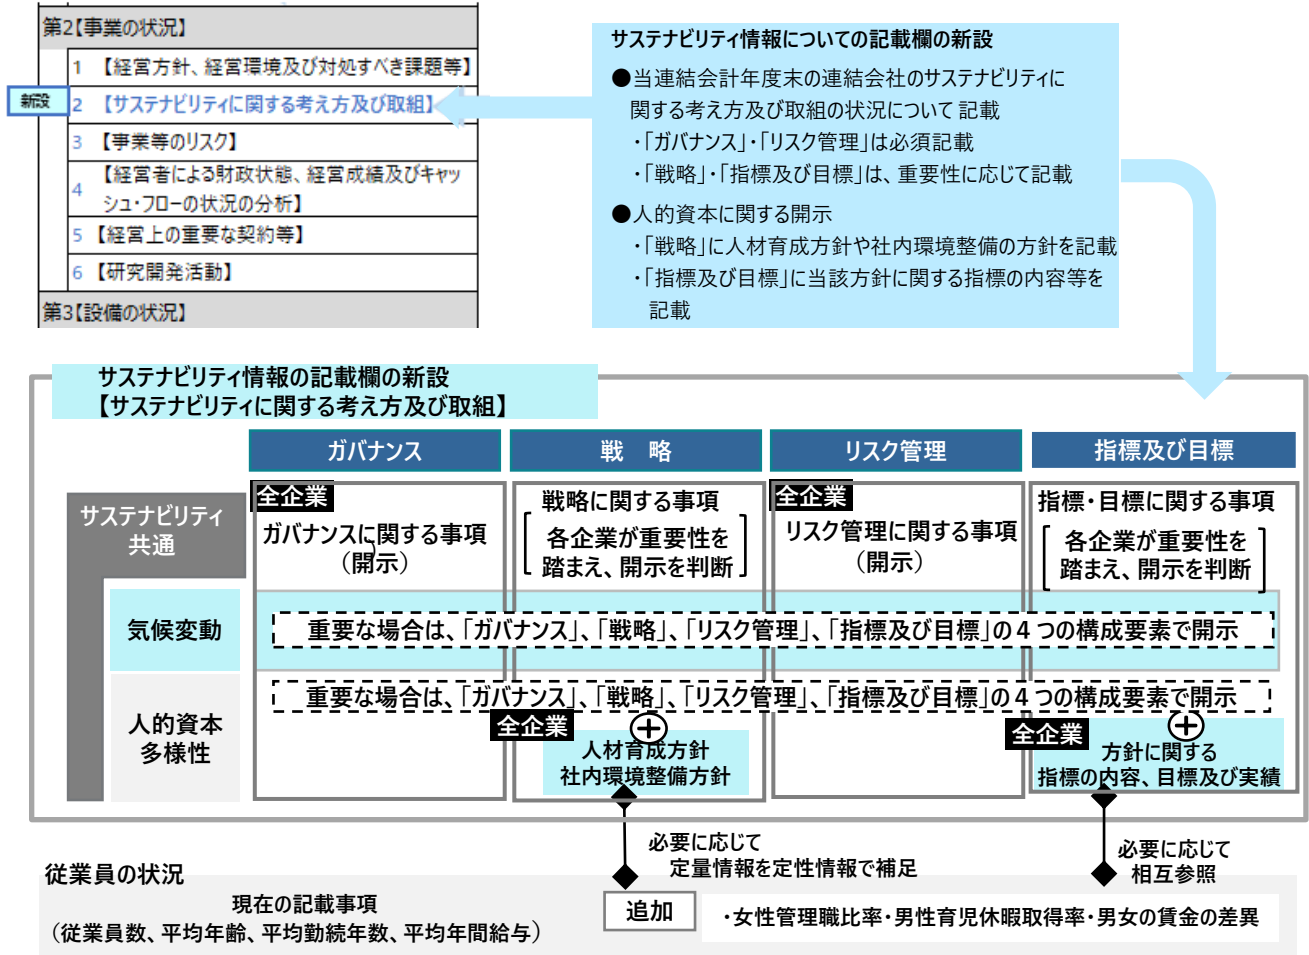 第2【事業の状況】
1 【経営方針、経営環境及び対処すべき課題等】
新設
2 【サステナビリティに関する考え方及び取組】
3 【事業等のリスク】
4 【経営者による財政状態、経営成績及びキャッ
シュ・フローの状況の分析】
5 【経営上の重要な契約等】
6 【研究開発活動】
第3【設備の状況】
サステナビリティ情報についての記載欄の新設
●当連結会計年度末の連結会社のサステナビリティに
関する考え方及び取組の状況について 記載
・「ガバナンス」・「リスク管理」は必須記載
・「戦略」・「指標及び目標」は、重要性に応じて記載
●人的資本に関する開示
・「戦略」に人材育成方針や社内環境整備の方針を記載
・「指標及び目標」に当該方針に関する指標の内容等を
記載
サステナビリティ情報の記載欄の新設
【サステナビリティに関する考え方及び取組】
ガバナンス
戦 略
リスク管理
指標及び目標
サステナビリティ
共通
全企業
ガバナンスに関する事項
（開示）
戦略に関する事項
各企業が重要性を
踏まえ、開示を判断
全企業
リスク管理に関する事項
（開示）
指標・目標に関する事項
各企業が重要性を
踏まえ、開示を判断
気候変動
重要な場合は、「ガバナンス」、「戦略」、「リスク管理」、「指標及び目標」の４つの構成要素で開示
人的資本
多様性
重要な場合は、「ガバナンス」、「戦略」、「リスク管理」、「指標及び目標」の４つの構成要素で開示
全企業
人材育成方針
社内環境整備方針
全企業
方針に関する
指標の内容、目標及び実績
必要に応じて
定量情報を定性情報で補足
必要に応じて
相互参照
従業員の状況
現在の記載事項
（従業員数、平均年齢、平均勤続年数、平均年間給与）
追加
・女性管理職比率・男性育児休暇取得率・男女の賃金の差異